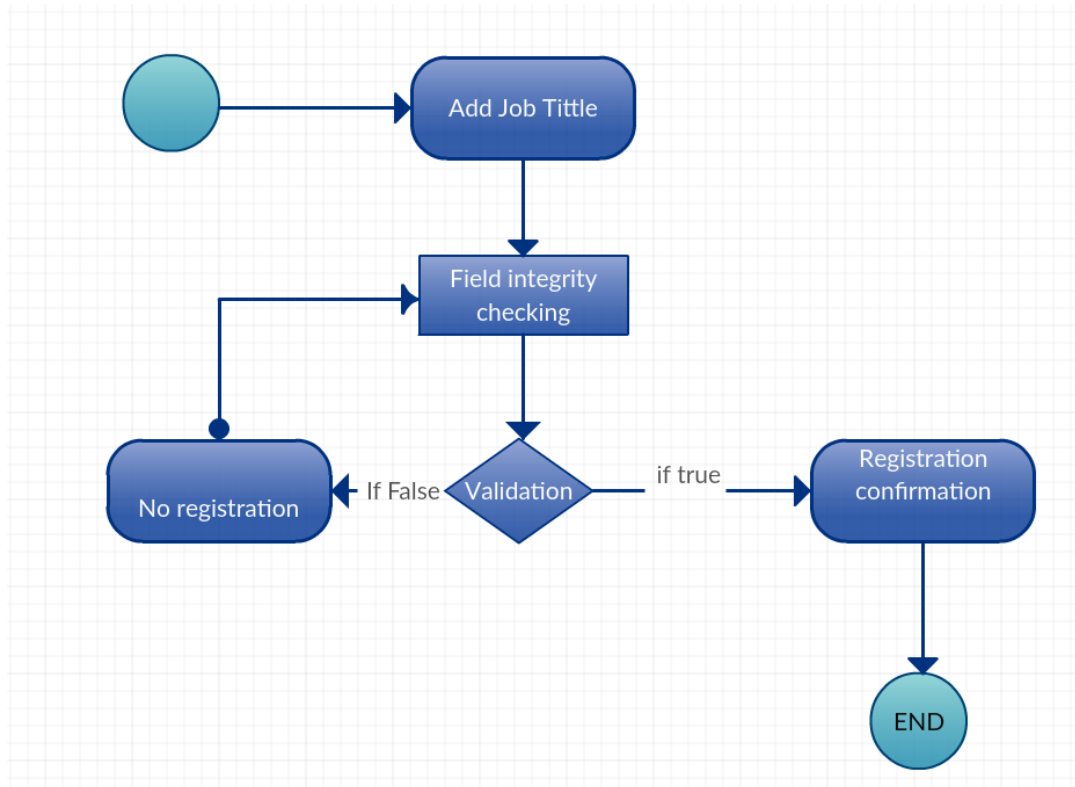 Add Job Tittle
Field integrity
checking
No registration
If False
Validation
if true
Registration
confirmation
END